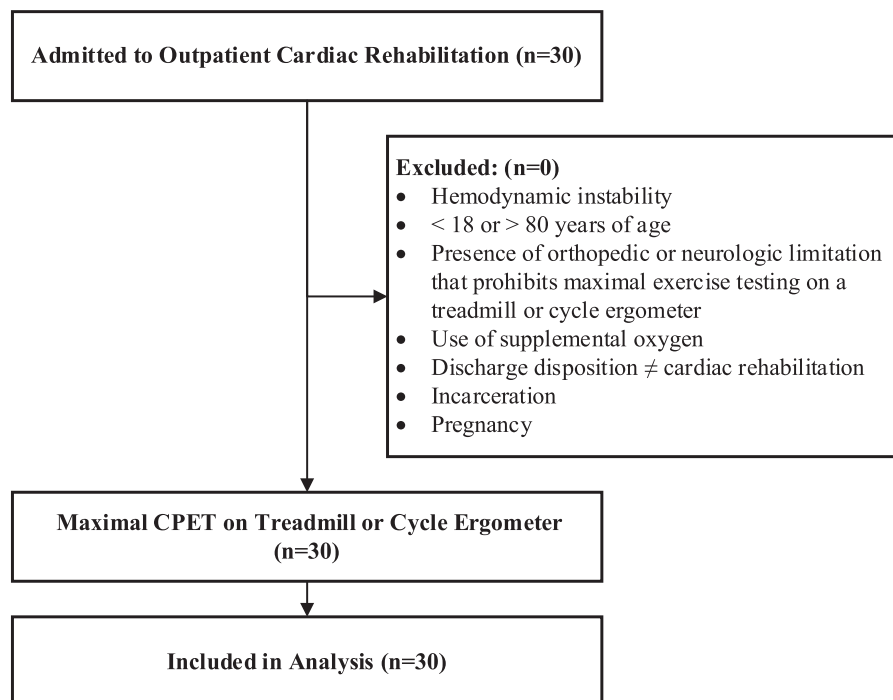 Admitted to Outpatient Cardiac Rehabilitation (n=30)
Excluded: (n=0)
• Hemodynamic instability
• < 18 or > 80 years of age
• Presence of orthopedic or neurologic limitation
that prohibits maximal exercise testing on a
treadmill or cycle ergometer
• Use of supplemental oxygen
• Discharge disposition ≠ cardiac rehabilitation
• Incarceration
• Pregnancy
Maximal CPET on Treadmill or Cycle Ergometer
(n=30)
Included in Analysis (n=30)